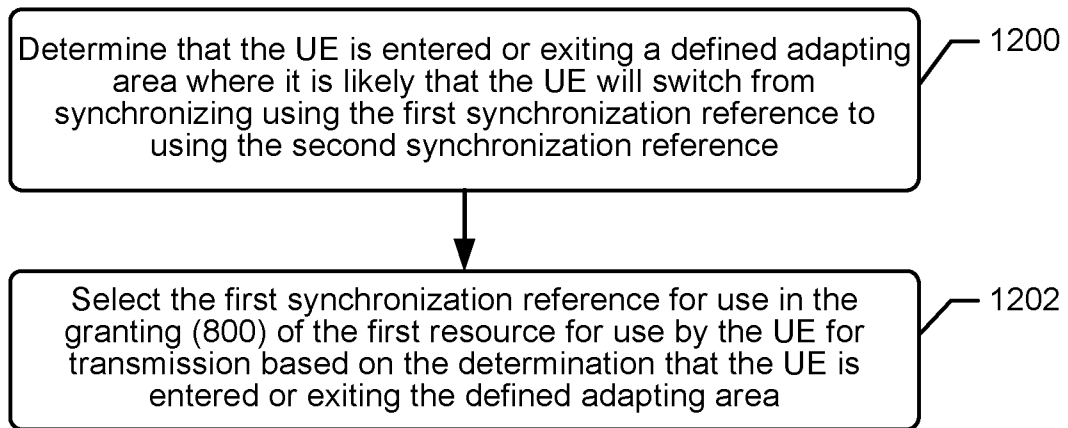 Determine that the UE is entered or exiting a defined adapting
area where it is likely that the UE will switch from
synchronizing using the first synchronization reference to
using the second synchronization reference
1200
Select the first synchronization reference for use in the
granting (800) of the first resource for use by the UE for
transmission based on the determination that the UE is
entered or exiting the defined adapting area
1202